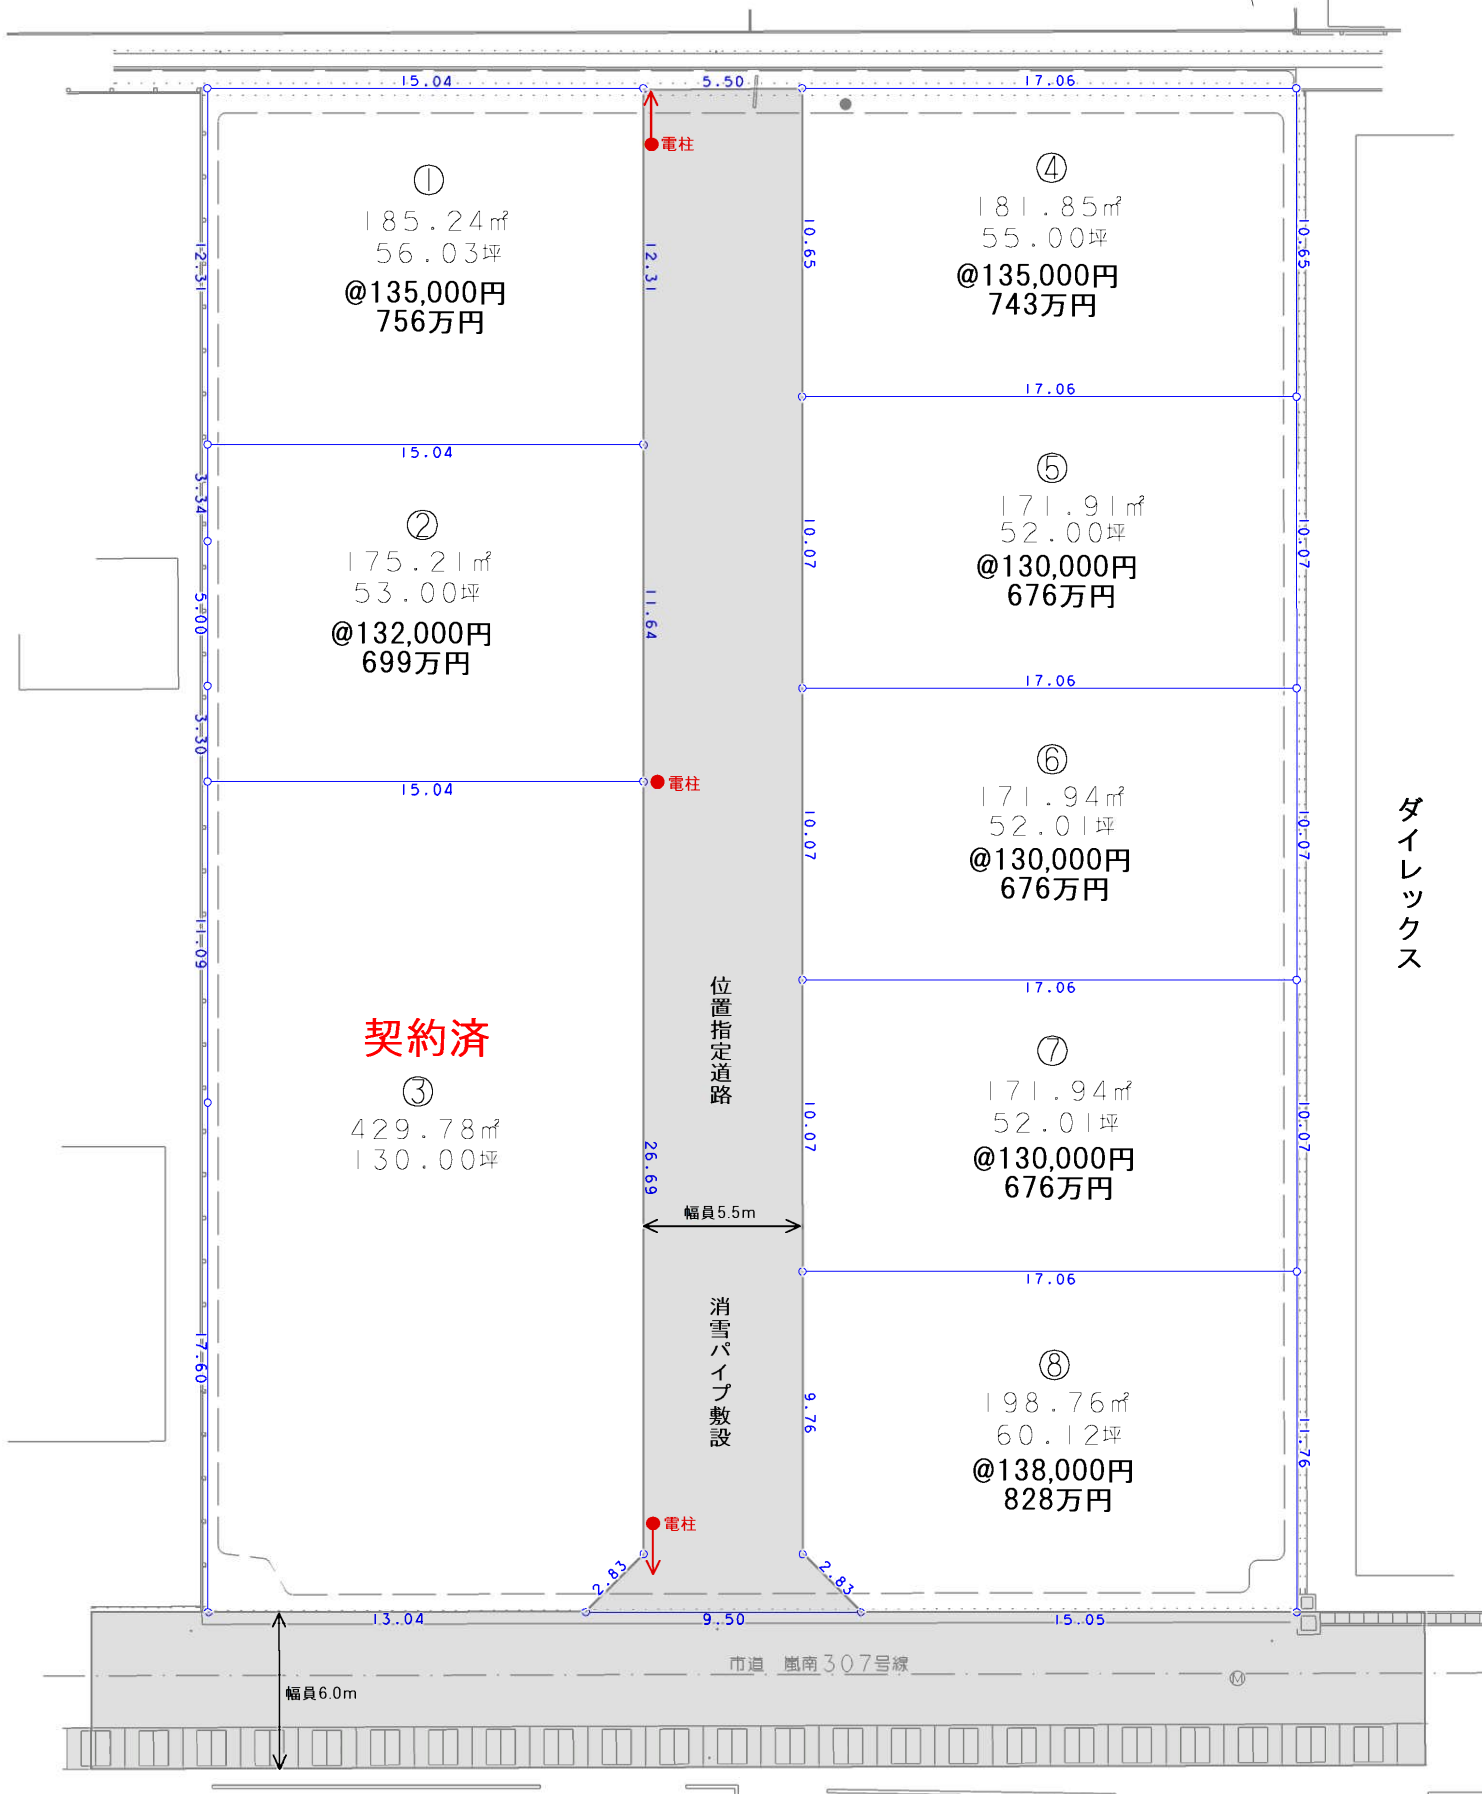 15.04
5.50
17.06
電柱
①
185.24㎡
56.03坪
@135,000円
756万円
12.31
12.31
④
181.85㎡
55.00坪
@135,000円
743万円
10.65
10.65
17.06
15.04
3.34
②
175.21㎡
53.00坪
@132,000円
699万円
5.00
11.64
3.30
⑤
171.91㎡
52.00坪
@130,000円
676万円
10.07
10.07
17.06
15.04
電柱
⑥
171.94㎡
52.01坪
@130,000円
676万円
10.07
10.07
ダイレックス
17.06
11.09
契約済
③
429.78㎡
130.00坪
26.69
17.60
位置指定道路
幅員5.5m
消雪パイプ敷設
⑦
171.94㎡
52.01坪
@130,000円
676万円
10.07
10.07
17.06
⑧
198.76㎡
60.12坪
@138,000円
828万円
9.76
11.76
電柱
2.83
2.83
13.04
9.50
15.05
市道 嵐南307号線
M
幅員6.0m